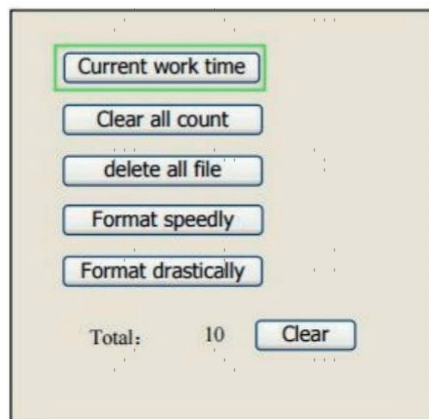 Current work time
Clear all count
delete all file
Format speedly
Format drastically
Total: 10 Clear